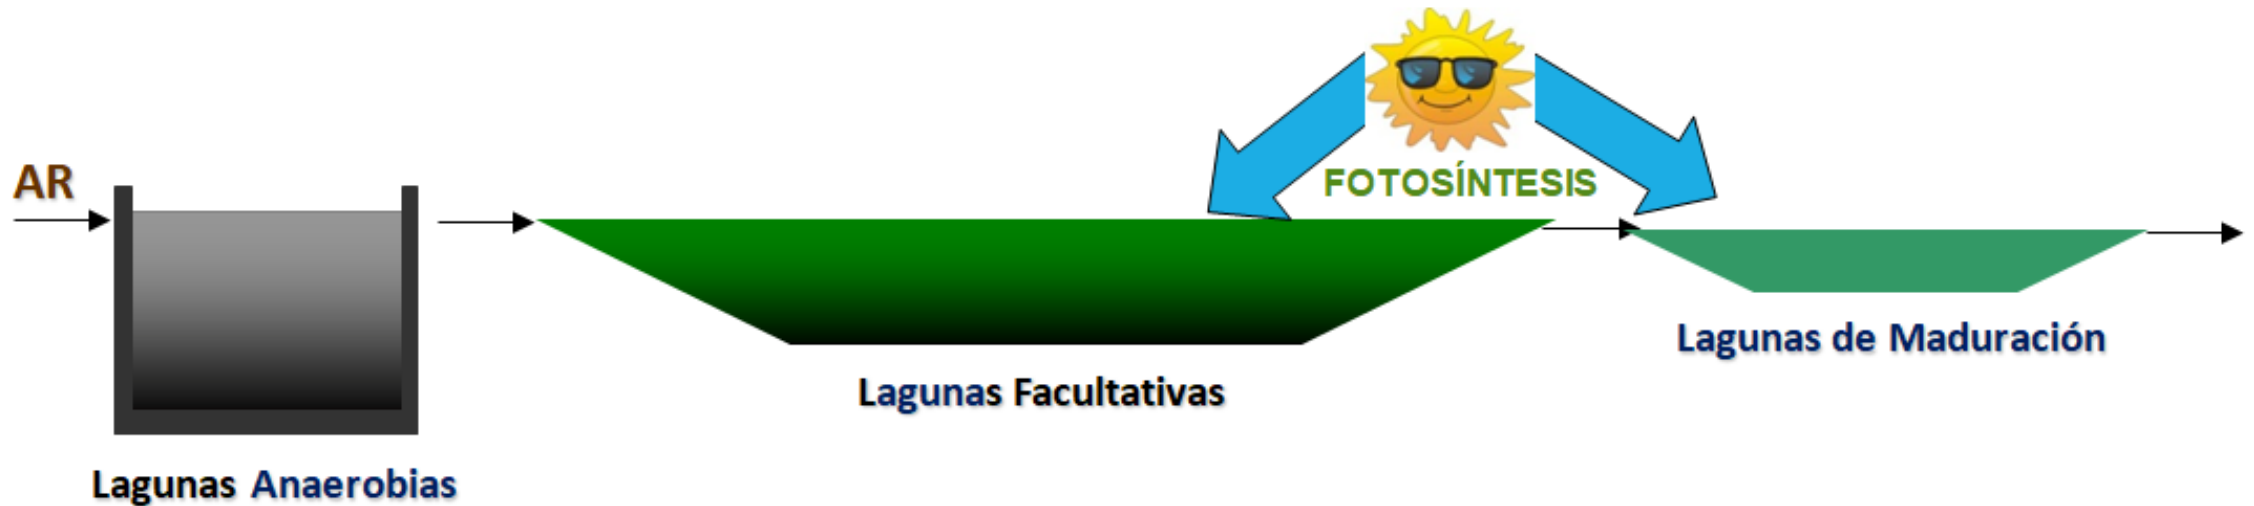 AR
FOTOSÍNTESIS
Lagunas Anaerobias
Lagunas Facultativas
Lagunas de Maduración